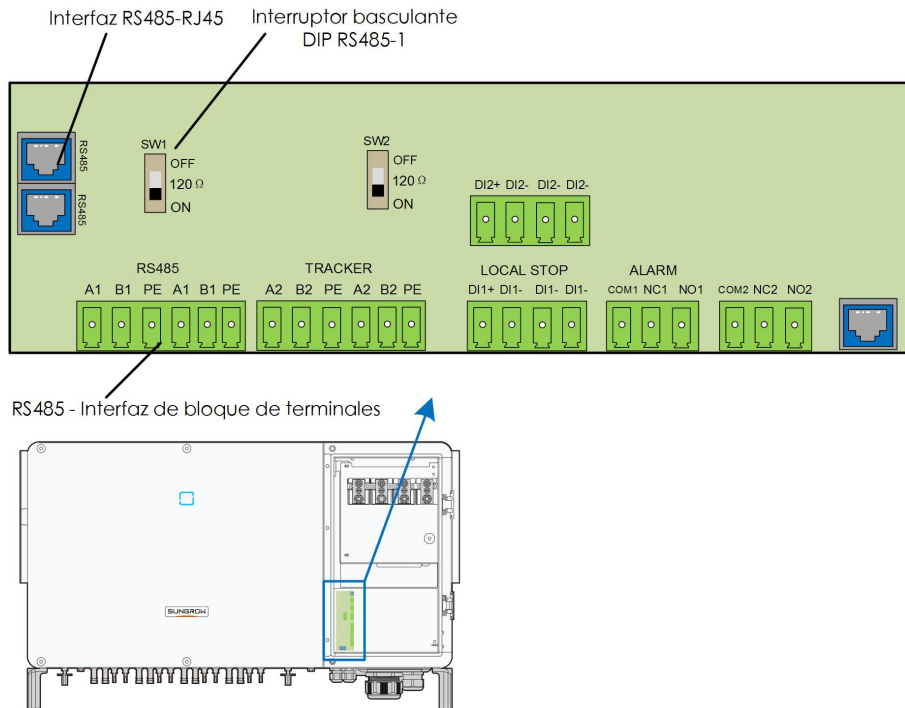 Interfaz RS485-RJ45
Interruptor basculante
DIP RS485-1
RS485
RS485
SW1
OFF
120 Ω
ON
SW2
OFF
120 Ω
ON
DI2+ DI2- DI2- DI2-
RS485
A1 B1 PE A1 B1 PE
TRACKER
A2 B2 PE A2 B2 PE
LOCAL STOP
DI1+ DI1- DI1- DI1-
ALARM
COM1 NC1 NO1
COM2 NC2 NO2
RS485 - Interfaz de bloque de terminales
SUNGROW